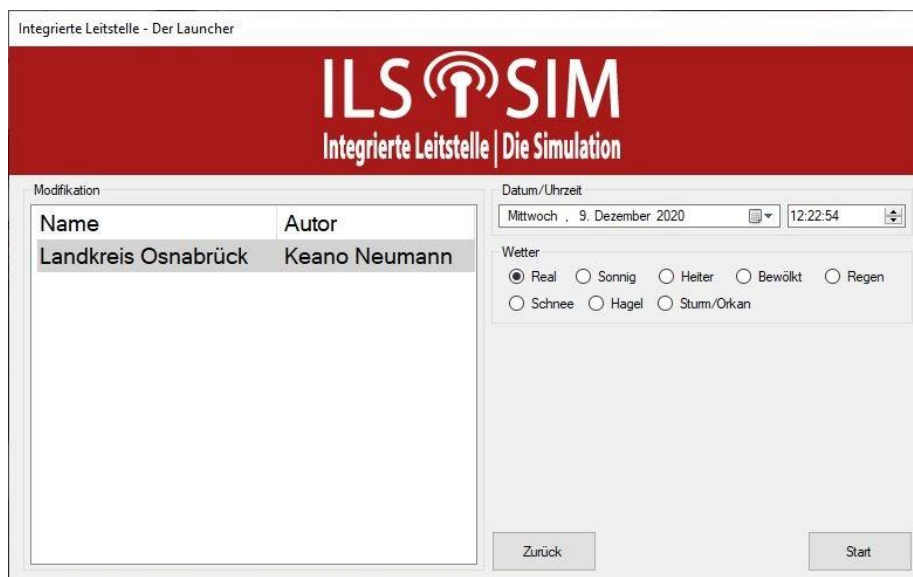 Integrierte Leitstelle - Der Launcher
ILS SIM
Integrierte Leitstelle | Die Simulation
Modifikation
Name Autor
Landkreis Osnabrück Keano Neumann
Datum/Uhrzeit
Mittwoch , 9. Dezember 2020 12:22:54
Wetter
Real Sonnig Heiter Bewölkt Regen
Schnee Hagel Sturm/Orkan
Zurück Start